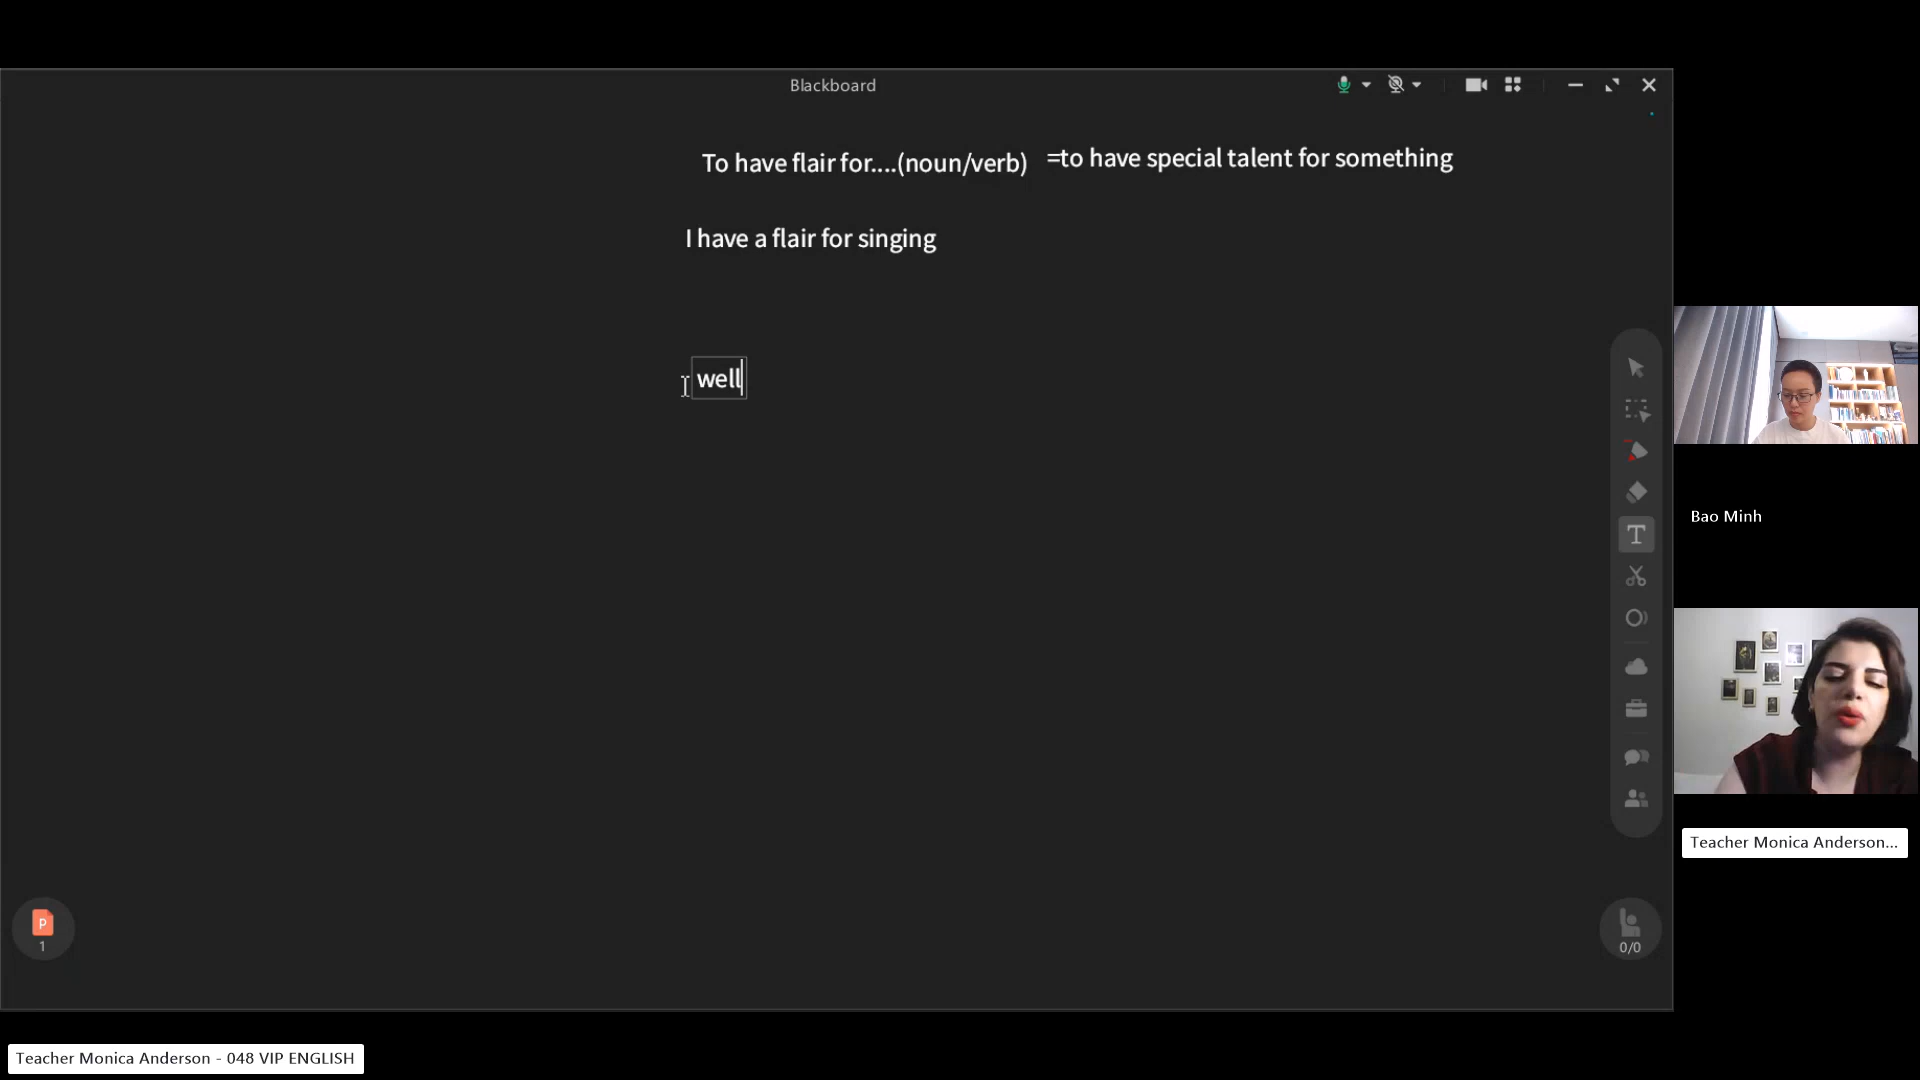 Blackboard
To have flair for....(noun/verb) =to have special talent for something
I have a flair for singing
well
Bao Minh
Teacher Monica Anderson...
P
1
0/0
Teacher Monica Anderson - 048 VIP ENGLISH